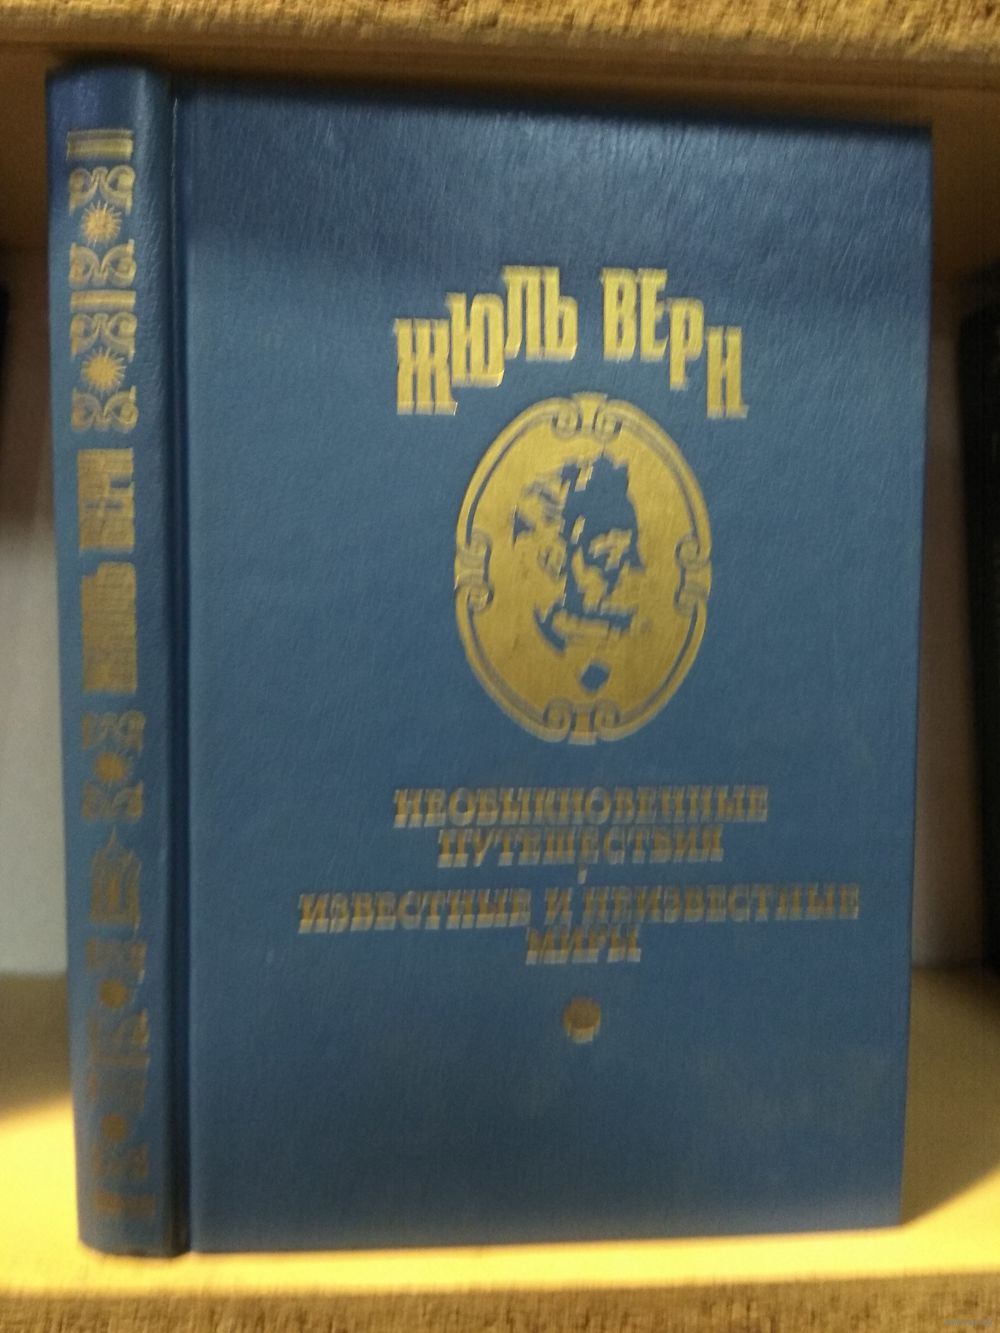 ЖЮЛЬ ВЕРН
НЕОБЫКНОВЕННЫЕ
ПУТЕШЕСТВИЯ
ИЗВЕСТНЫЕ И НЕИЗВЕСТНЫЕ
МИРЫ
ЖЮЛЬ ВЕРН